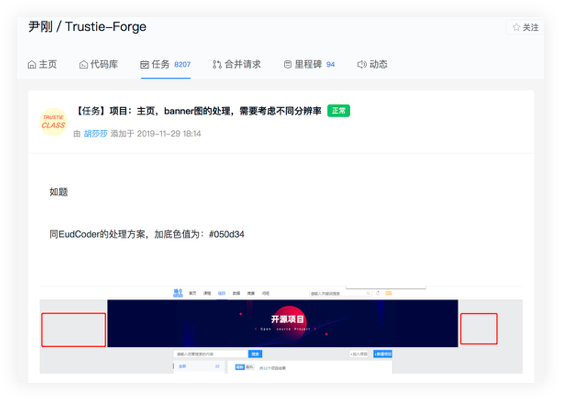 尹刚 / Trustie-Forge
关注
主页
代码库
任务 8207
合并请求
里程碑 94
动态
TRUSTIE
CLASS
【任务】项目：主页，banner图的处理，需要考虑不同分辨率 正常
由 胡莎莎 添加于 2019-11-29 18:14
如题
同EudCoder的处理方案，加底色值为：#050d34
开源项目
Open source Project